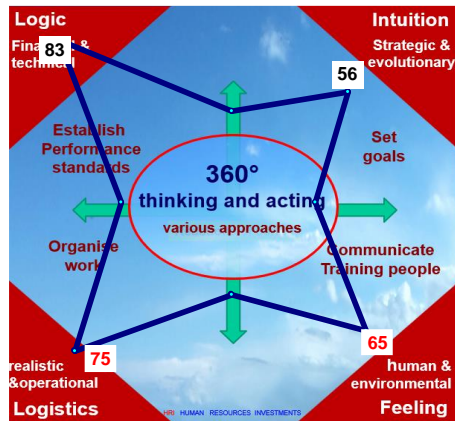 Logic
Intuition
&
technical
83
Strategic &
evolutionary
56
Establish
Performance
standards
Set
goals
360°
thinking and acting
various approaches
Organise
work
Communicate
Training people
75
65
realistic
&operational
Logistics
human &
environmental
Feeling
HRI HUMAN RESOURCES INVESTMENTS